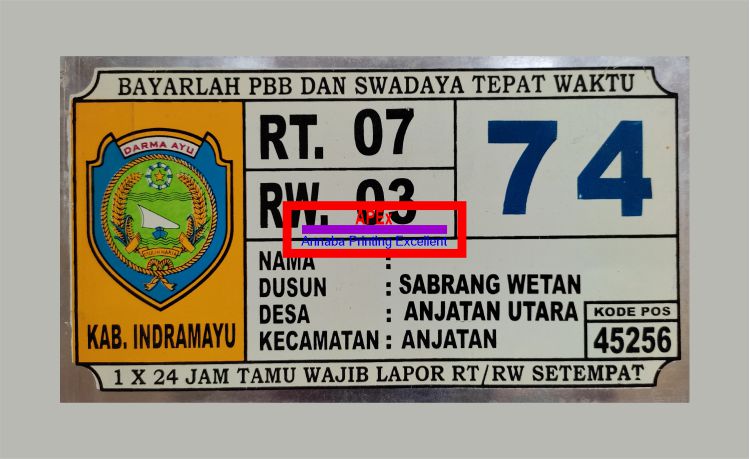 BAYARLAH PBB DAN SWADAYA TEPAT WAKTU
DARMA AYU
RT. 07
74
RW. 03
APEX
Annaba Printing Excellent
NAMA :
DUSUN : SABRANG WETAN
DESA : ANJATAN UTARA
KODE POS
KAB. INDRAMAYU
KECAMATAN : ANJATAN
45256
1 X 24 JAM TAMU WAJIB LAPOR RT/RW SETEMPAT